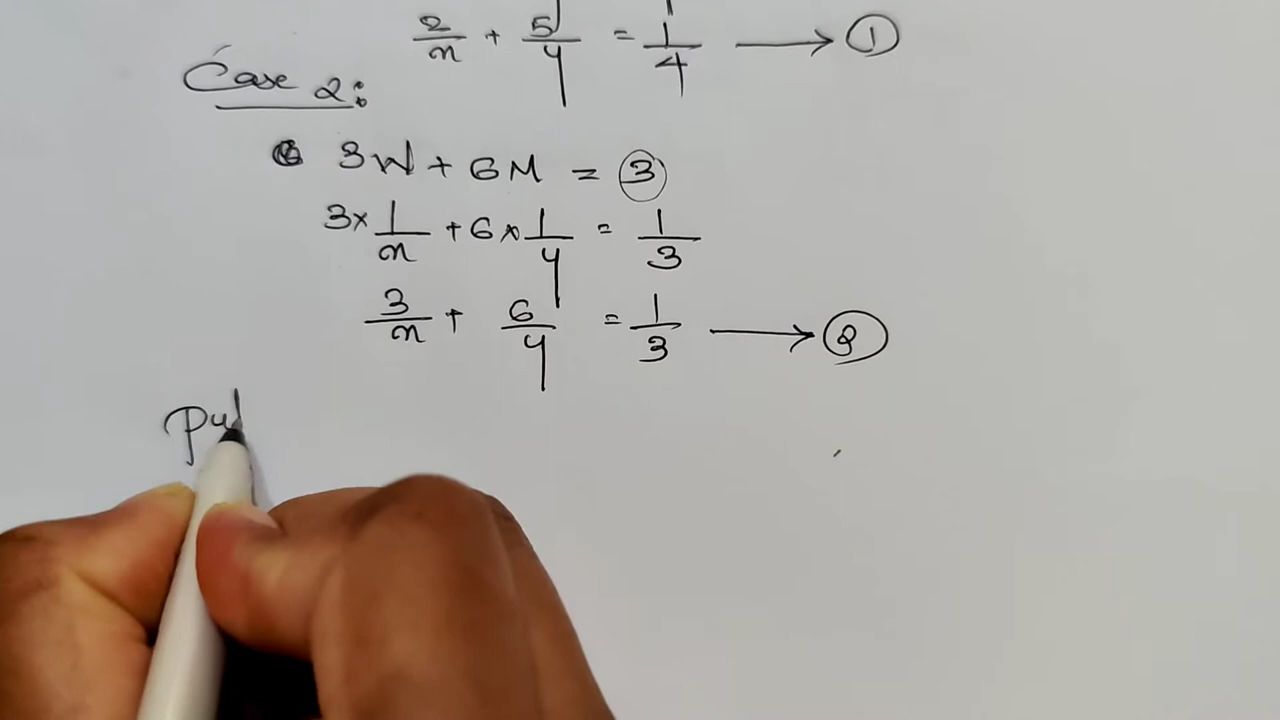 2/n + 5/y = 1/4 ⟶ ①
Case 2:
3W + 6M = ③
3× 1/n + 6× 1/y = 1/3
3/n + 6/y = 1/3 ⟶ ②
Put